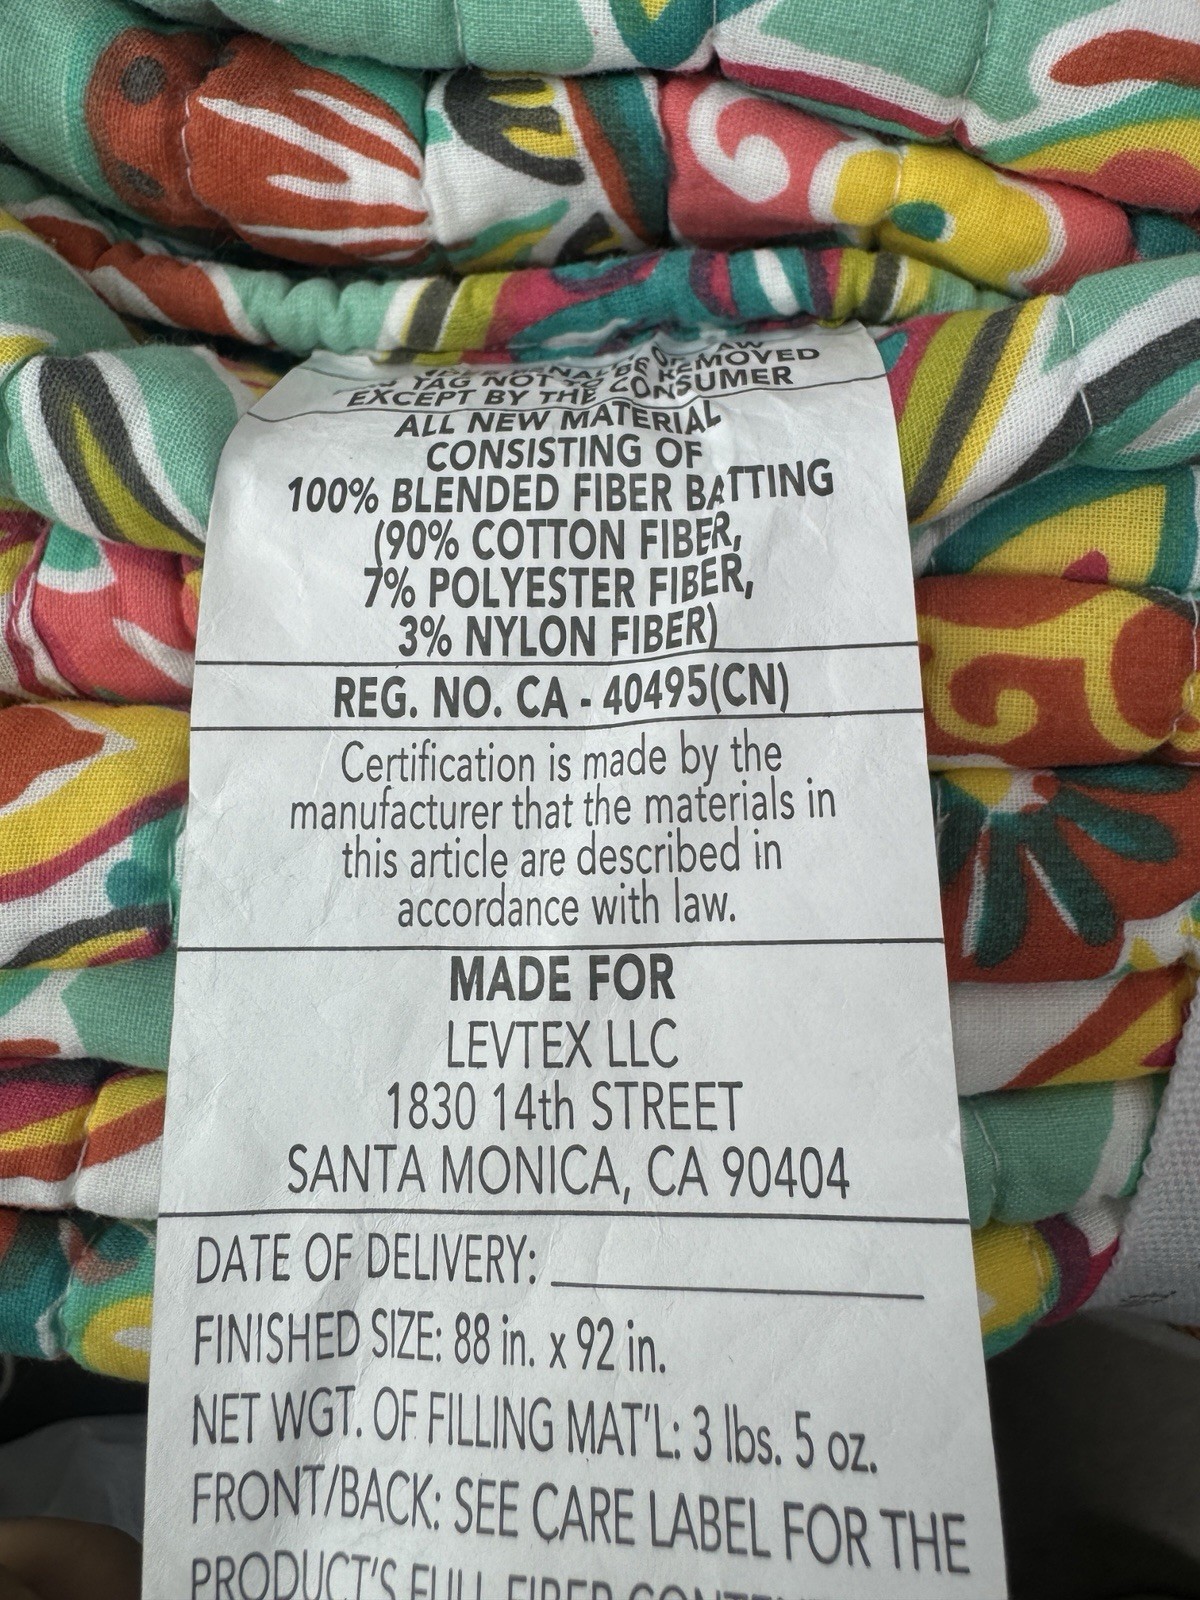 TAG NOT TO BE REMOVED
EXCEPT BY THE CONSUMER
ALL NEW MATERIAL
CONSISTING OF
100% BLENDED FIBER BATTING
(90% COTTON FIBER,
7% POLYESTER FIBER,
3% NYLON FIBER)
REG. NO. CA - 40495(CN)
Certification is made by the
manufacturer that the materials in
this article are described in
accordance with law.
MADE FOR
LEVTEX LLC
1830 14th STREET
SANTA MONICA, CA 90404
DATE OF DELIVERY:
FINISHED SIZE: 88 in. x 92 in.
NET WGT. OF FILLING MAT'L: 3 lbs. 5 oz.
FRONT/BACK: SEE CARE LABEL FOR THE
PRODUCT'S FULL FIBER